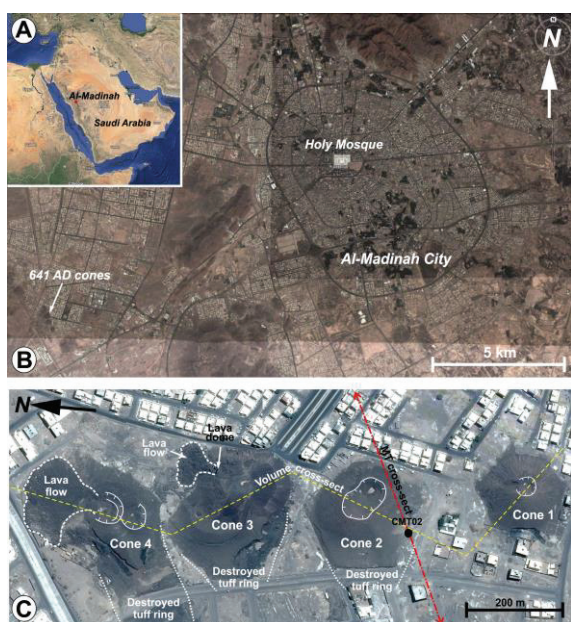 A
Al-Madinah
Saudi Arabia
N
Holy Mosque
Al-Madinah City
641 AD cones
5 km
B
N
Lava
flow
Lava
dome
Lava
flow
Volume cross-sect
MT cross-sect
CMT02
Cone 1
Cone 2
Cone 3
Cone 4
Destroyed
tuff ring
Destroyed
tuff ring
Destroyed
tuff ring
200 m
C